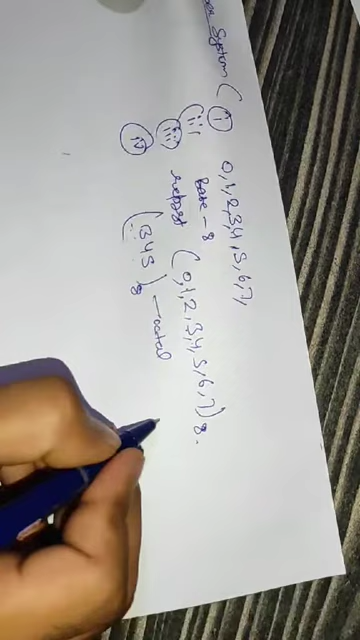 System (
i 0, 1, 2, 3, 4, 5, 6, 7,
ii Base - 8
iii (0, 1, 2, 3, 4, 5, 6, 7)8.
iv (345)8 — octal